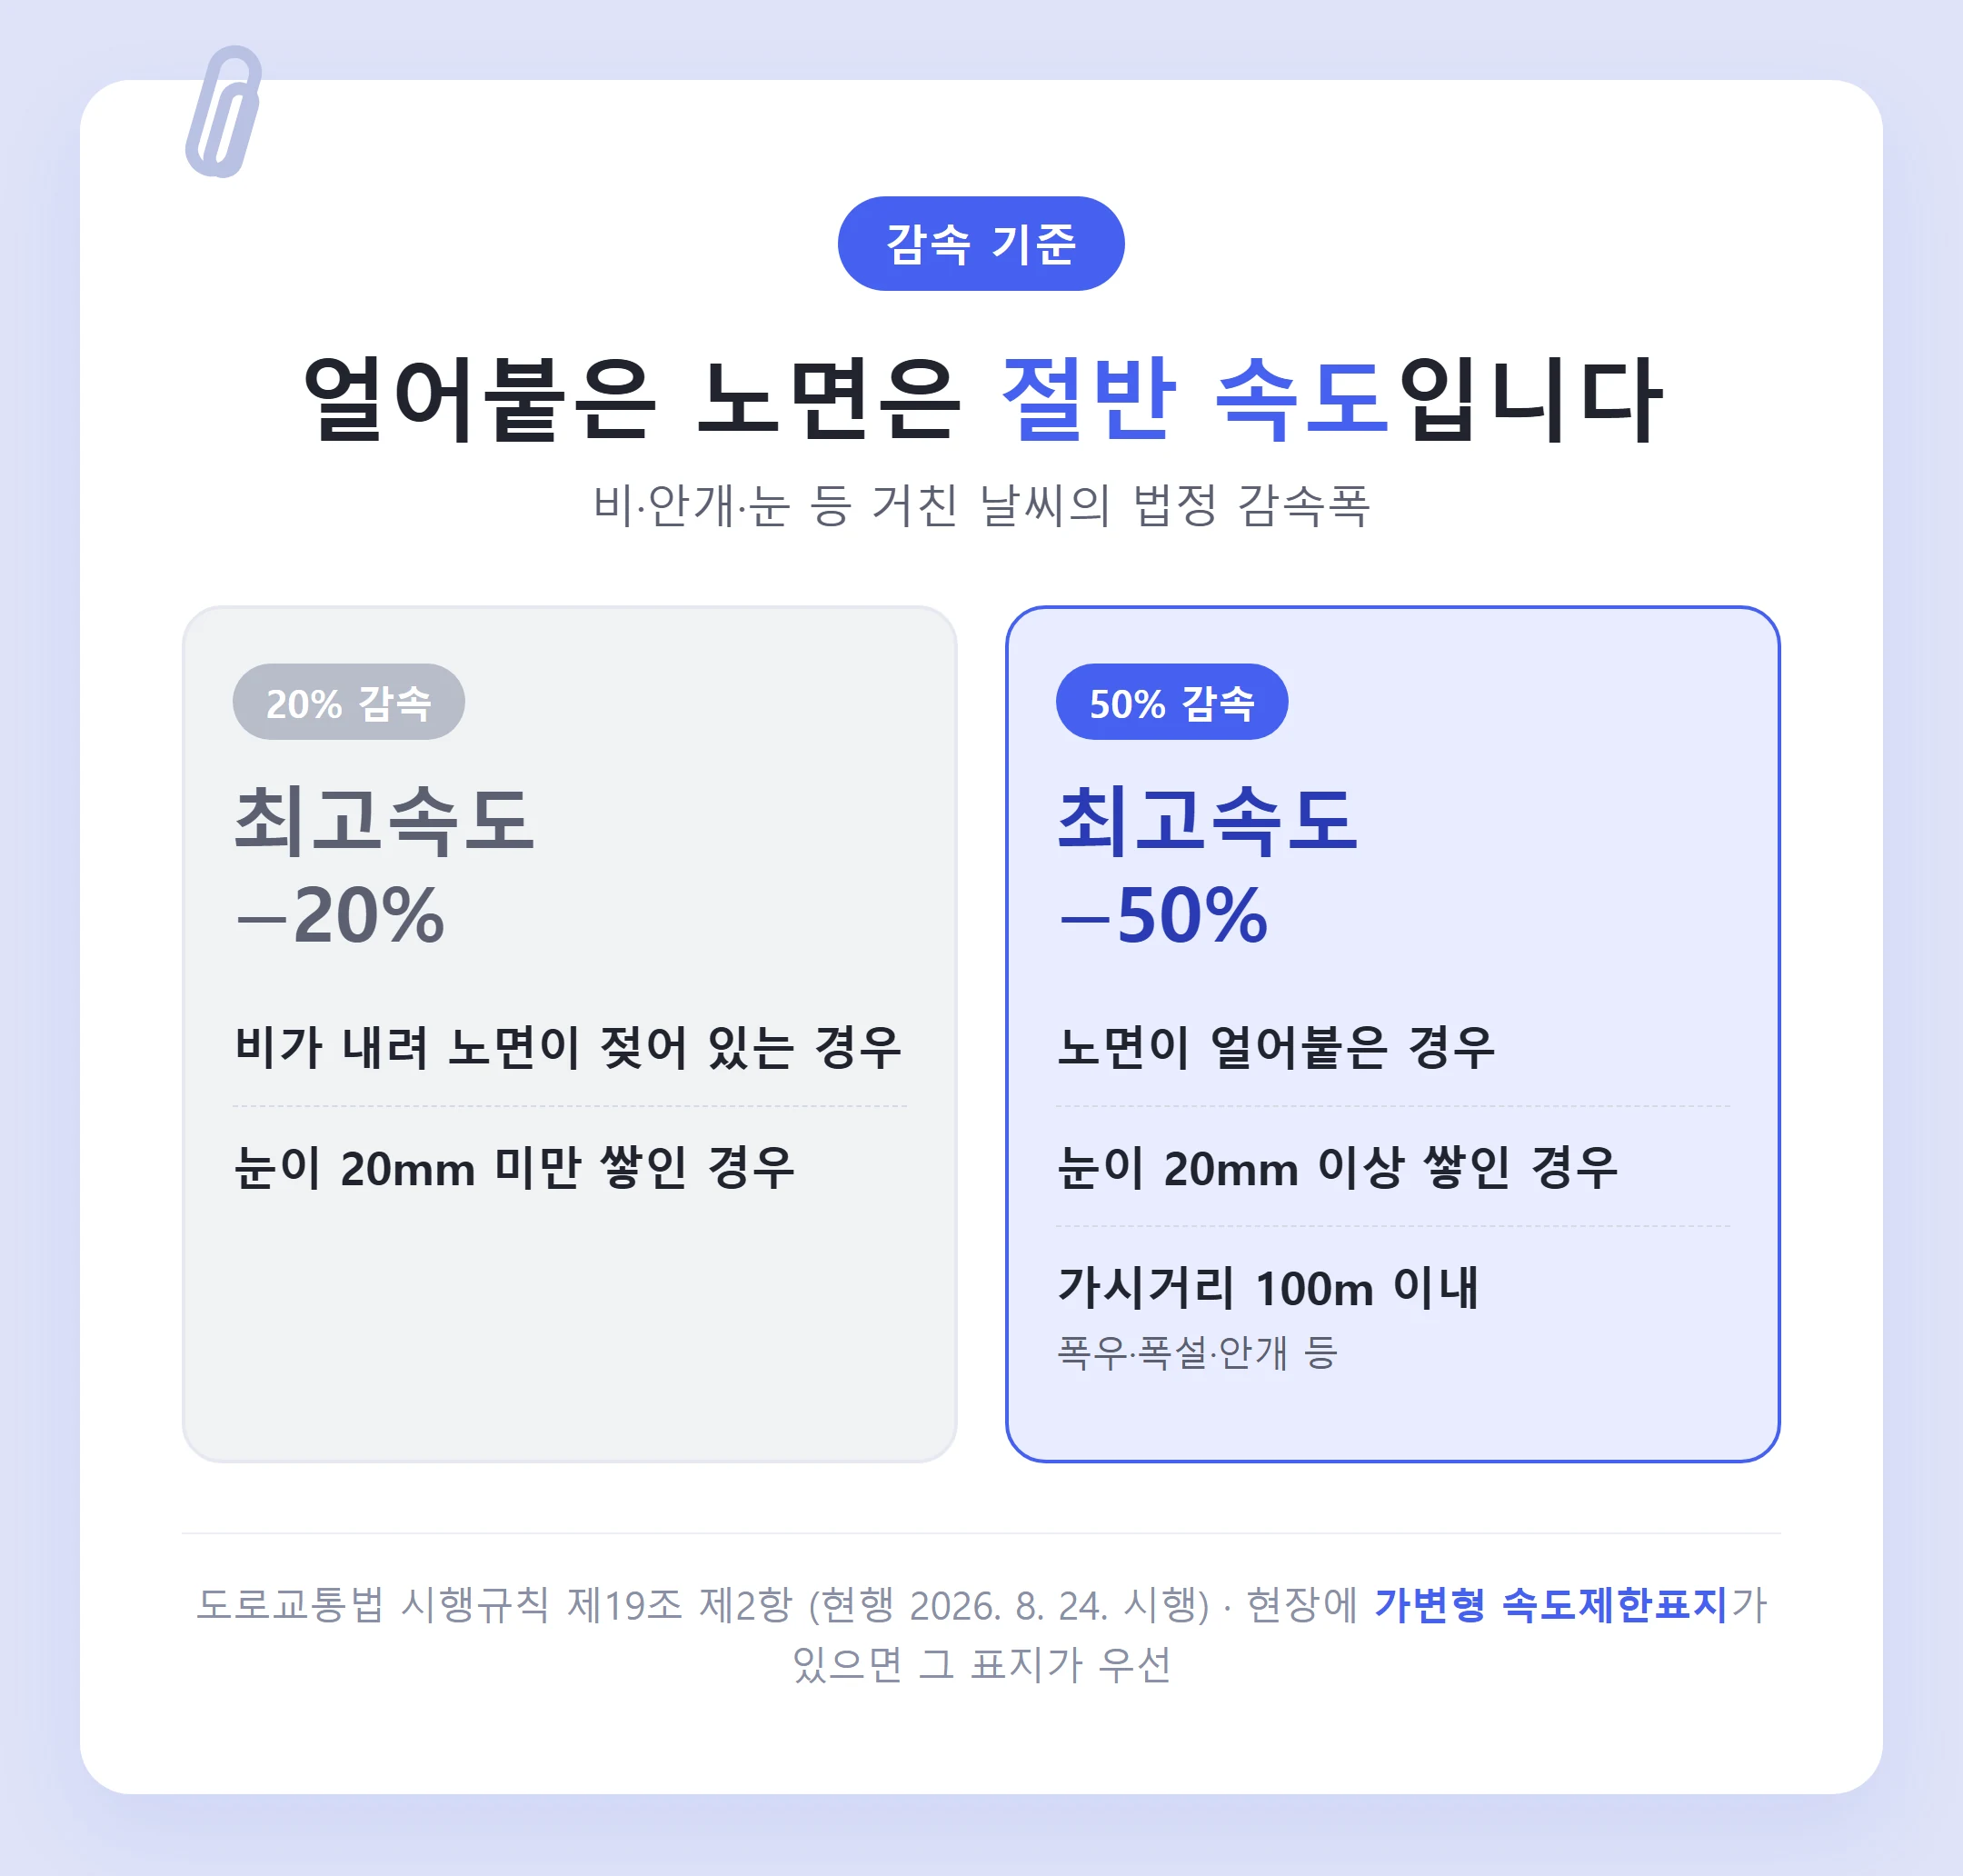 감속 기준
얼어붙은 노면은 절반 속도입니다
비·안개·눈 등 거친 날씨의 법정 감속폭
20% 감속
최고속도
−20%
비가 내려 노면이 젖어 있는 경우
눈이 20mm 미만 쌓인 경우
50% 감속
최고속도
−50%
노면이 얼어붙은 경우
눈이 20mm 이상 쌓인 경우
가시거리 100m 이내
폭우·폭설·안개 등
도로교통법 시행규칙 제19조 제2항 (현행 2026. 8. 24. 시행) · 현장에 가변형 속도제한표지가
있으면 그 표지가 우선